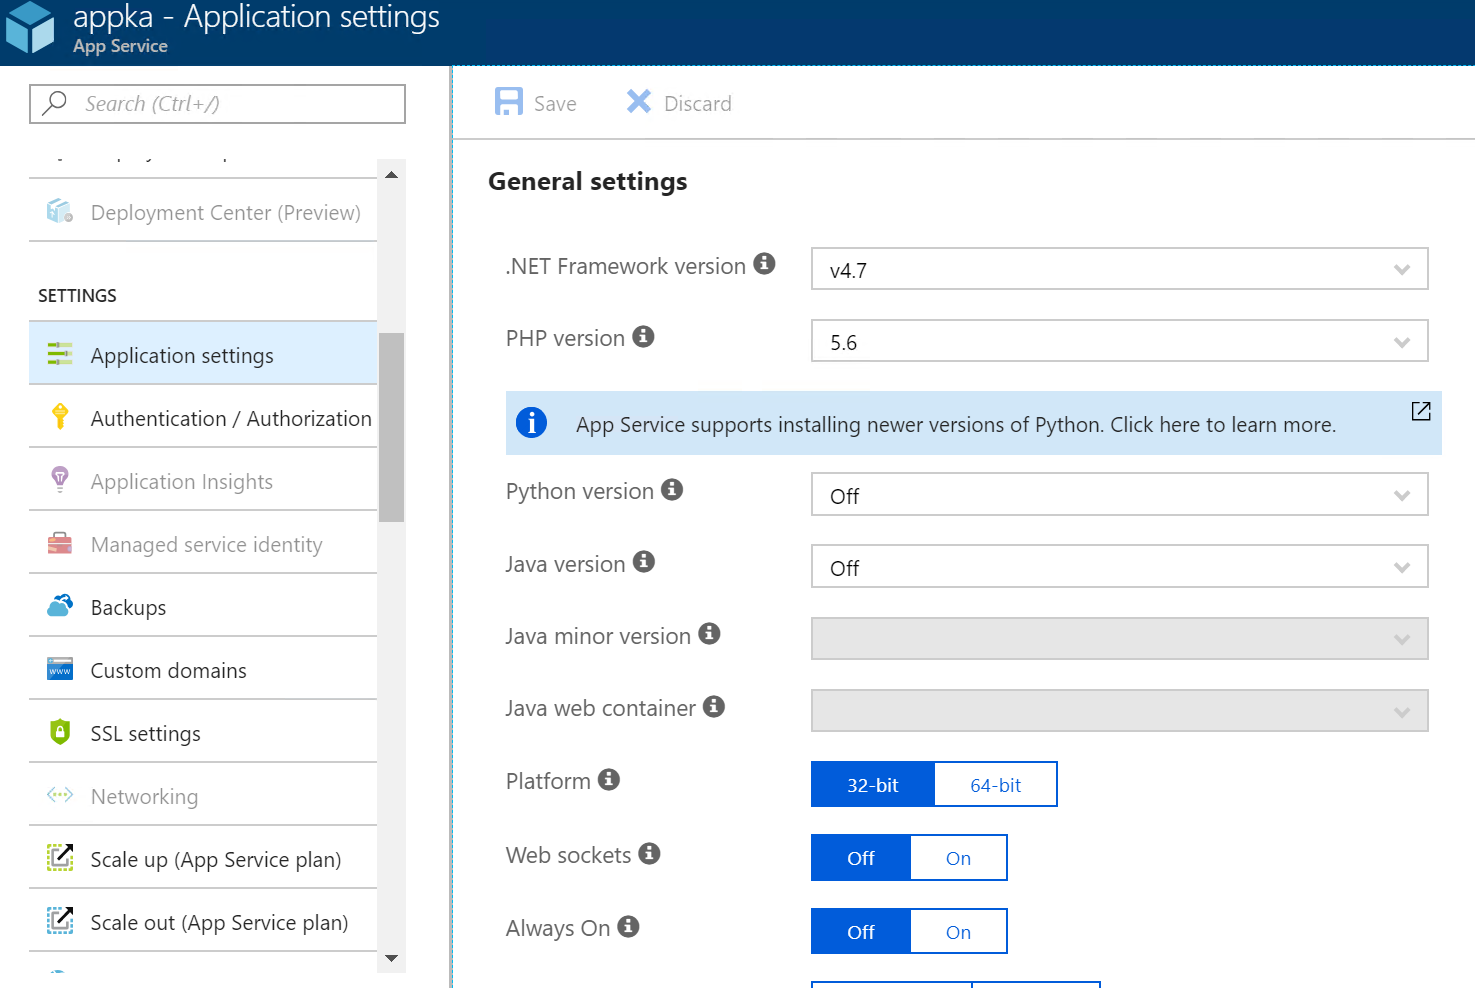 appka - Application settings
App Service
Search (Ctrl+/)
Deployment Center (Preview)
SETTINGS
Application settings
Authentication / Authorization
Application Insights
Managed service identity
Backups
Custom domains
SSL settings
Networking
Scale up (App Service plan)
Scale out (App Service plan)
Save
Discard
General settings
.NET Framework version
v4.7
PHP version
5.6
App Service supports installing newer versions of Python. Click here to learn more.
Python version
Off
Java version
Off
Java minor version
Java web container
Platform
32-bit
64-bit
Web sockets
Off
On
Always On
Off
On